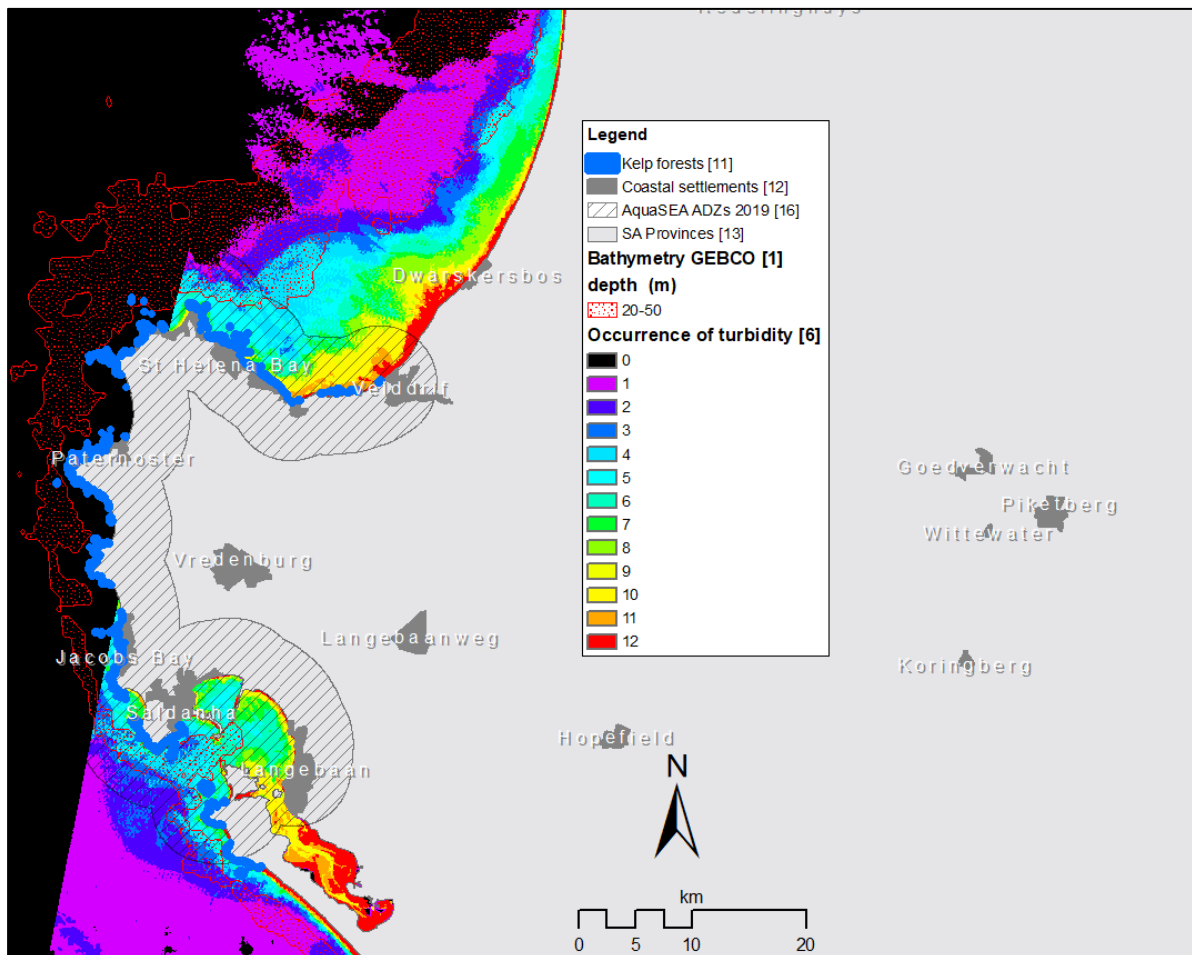 Legend
Kelp forests [11]
Coastal settlements [12]
AquaSEA ADZs 2019 [16]
SA Provinces [13]
Bathymetry GEBCO [1]
depth (m)
20-50
Occurrence of turbidity [6]
0
1
2
3
4
5
6
7
8
9
10
11
12
Dwarskersbos
St Helena Bay
Velddrif
Paternoster
Goedverwacht
Piketberg
Wittewater
Vredenburg
Langebaanweg
Jacobs Bay
Koringberg
Saldanha
Hopefield
Langebaan
N
km
0 5 10 20